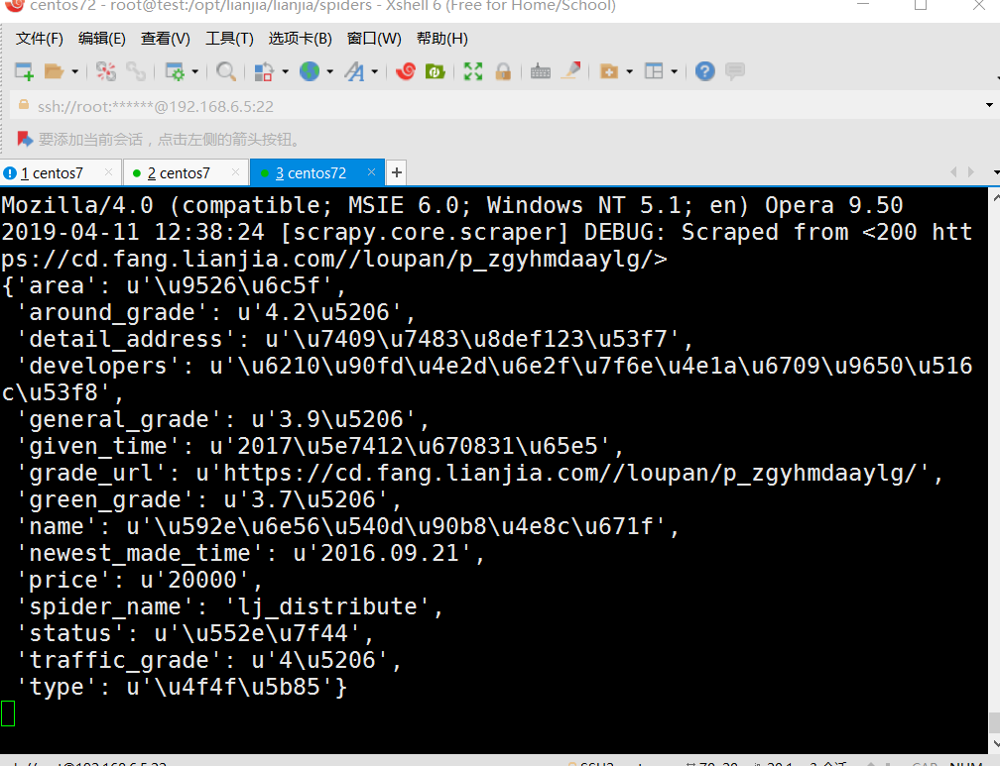 centos72 - root@test:/opt/lianjia/lianjia/spiders - Xshell 6 (Free for Home/School)
文件(F) 编辑(E) 查看(V) 工具(T) 选项卡(B) 窗口(W) 帮助(H)
ssh://root:******@192.168.6.5:22
要添加当前会话，点击左侧的箭头按钮。
1 centos7 2 centos7 3 centos72
Mozilla/4.0 (compatible; MSIE 6.0; Windows NT 5.1; en) Opera 9.50
2019-04-11 12:38:24 [scrapy.core.scraper] DEBUG: Scraped from <200 htt
ps://cd.fang.lianjia.com//loupan/p_zgyhmdaaylg/>
{'area': u'\u9526\u6c5f',
'around_grade': u'4.2\u5206',
'detail_address': u'\u7409\u7483\u8def123\u53f7',
'developers': u'\u6210\u90fd\u4e2d\u6e2f\u7f6e\u4e1a\u6709\u9650\u516
c\u53f8',
'general_grade': u'3.9\u5206',
'given_time': u'2017\u5e7412\u670831\u65e5',
'grade_url': u'https://cd.fang.lianjia.com//loupan/p_zgyhmdaaylg/',
'green_grade': u'3.7\u5206',
'name': u'\u592e\u6e56\u540d\u90b8\u4e8c\u671f',
'newest_made_time': u'2016.09.21',
'price': u'20000',
'spider_name': 'lj_distribute',
'status': u'\u552e\u7f44',
'traffic_grade': u'4\u5206',
'type': u'\u4f4f\u5b85'}